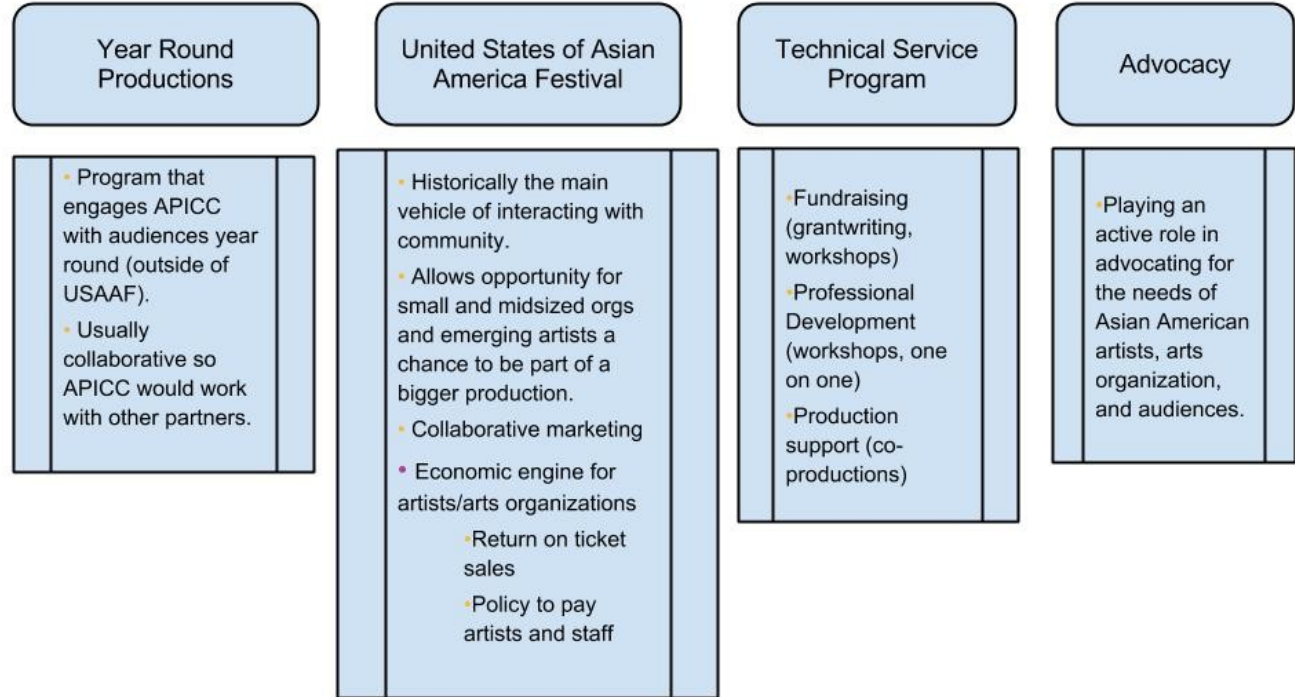 Year Round
Productions
• Program that
engages APICC
with audiences year
round (outside of
USAAF).
• Usually
collaborative so
APICC would work
with other partners.
United States of Asian
America Festival
• Historically the main
vehicle of interacting with
community.
• Allows opportunity for
small and midsized orgs
and emerging artists a
chance to be part of a
bigger production.
• Collaborative marketing
• Economic engine for
artists/arts organizations
•Return on ticket
sales
•Policy to pay
artists and staff
Technical Service
Program
•Fundraising
(grantwriting,
workshops)
•Professional
Development
(workshops, one
on one)
•Production
support (co-
productions)
Advocacy
•Playing an
active role in
advocating for
the needs of
Asian American
artists, arts
organization,
and audiences.